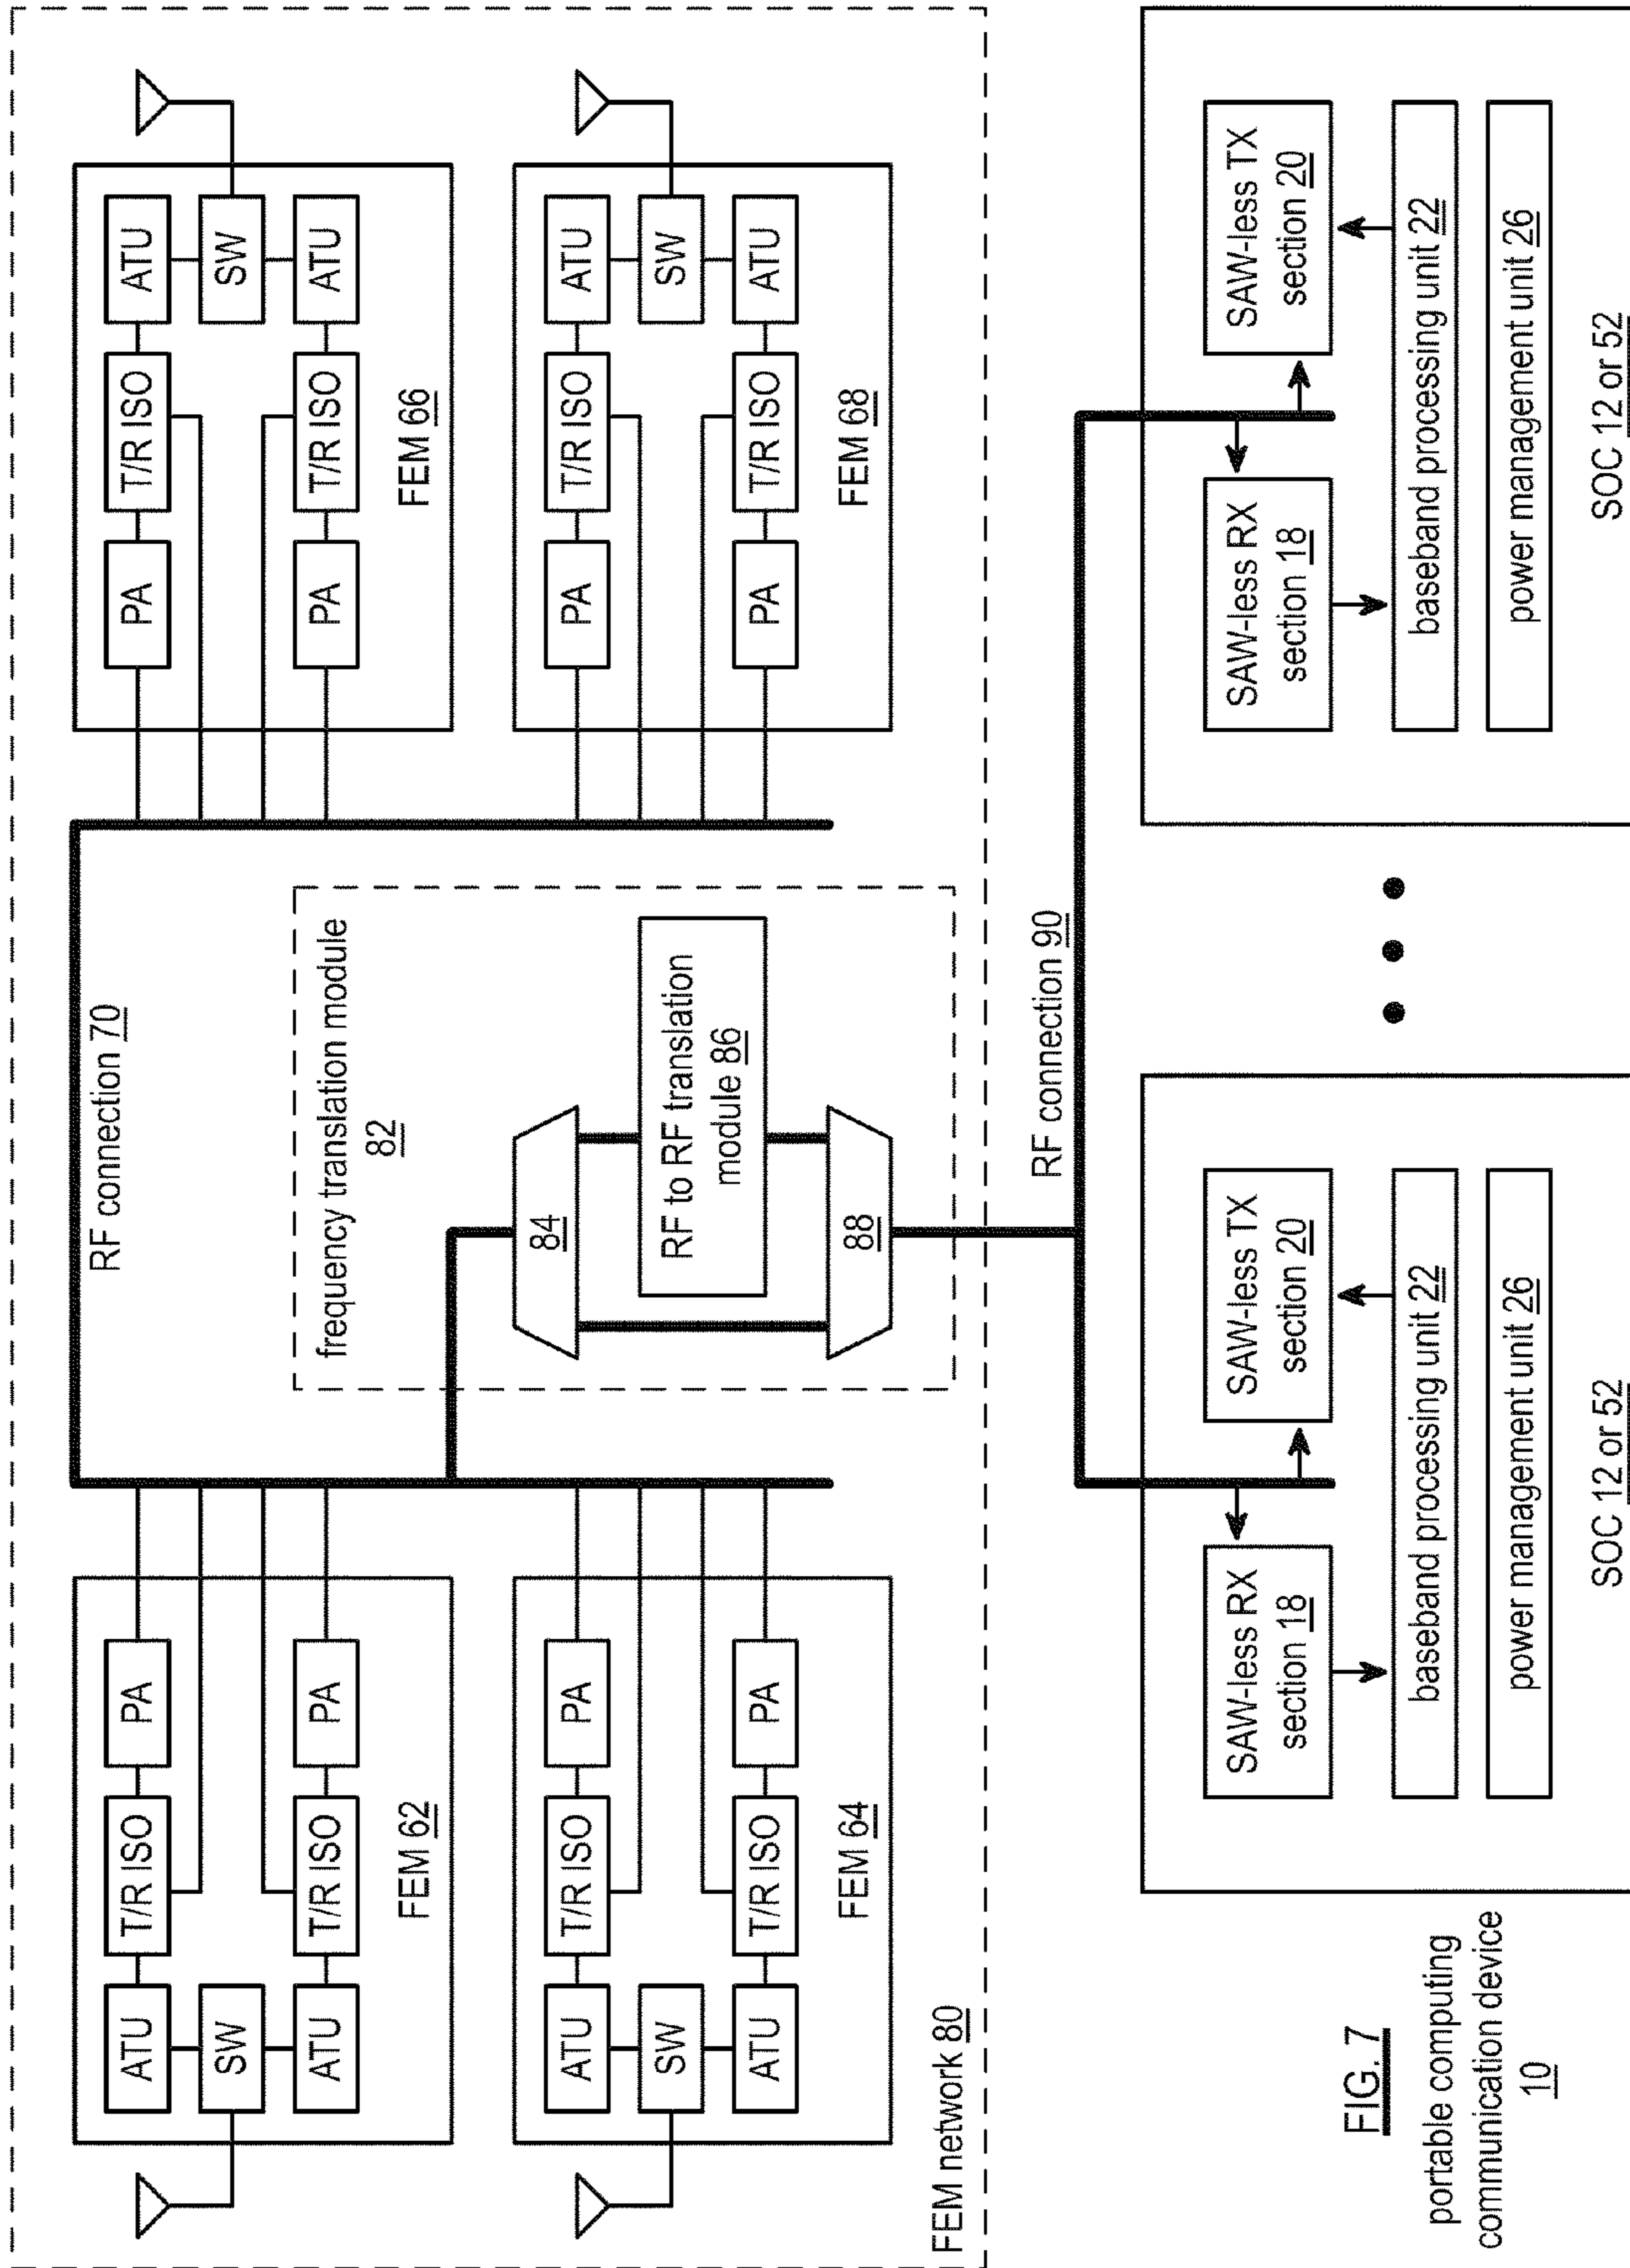 ATU
T/R ISO
PA
SW
ATU
T/R ISO
PA
FEM 62
ATU
T/R ISO
PA
SW
ATU
T/R ISO
PA
FEM 64
FEM network 80
RF connection 70
frequency translation module
82
84
RF to RF translation
module 86
88
PA
T/R ISO
ATU
SW
PA
T/R ISO
ATU
FEM 66
PA
T/R ISO
ATU
SW
PA
T/R ISO
ATU
FEM 68
RF connection 90
SAW-less RX
section 18
SAW-less TX
section 20
baseband processing unit 22
power management unit 26
SOC 12 or 52
SAW-less RX
section 18
SAW-less TX
section 20
baseband processing unit 22
power management unit 26
SOC 12 or 52
FIG. 7
portable computing
communication device
10